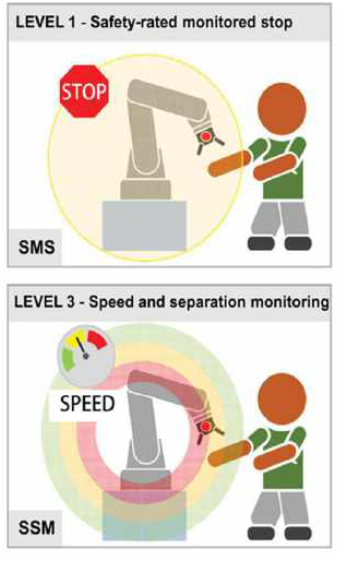 LEVEL 1 - Safety-rated monitored stop
STOP
SMS
LEVEL 3 - Speed and separation monitoring
SPEED
SSM